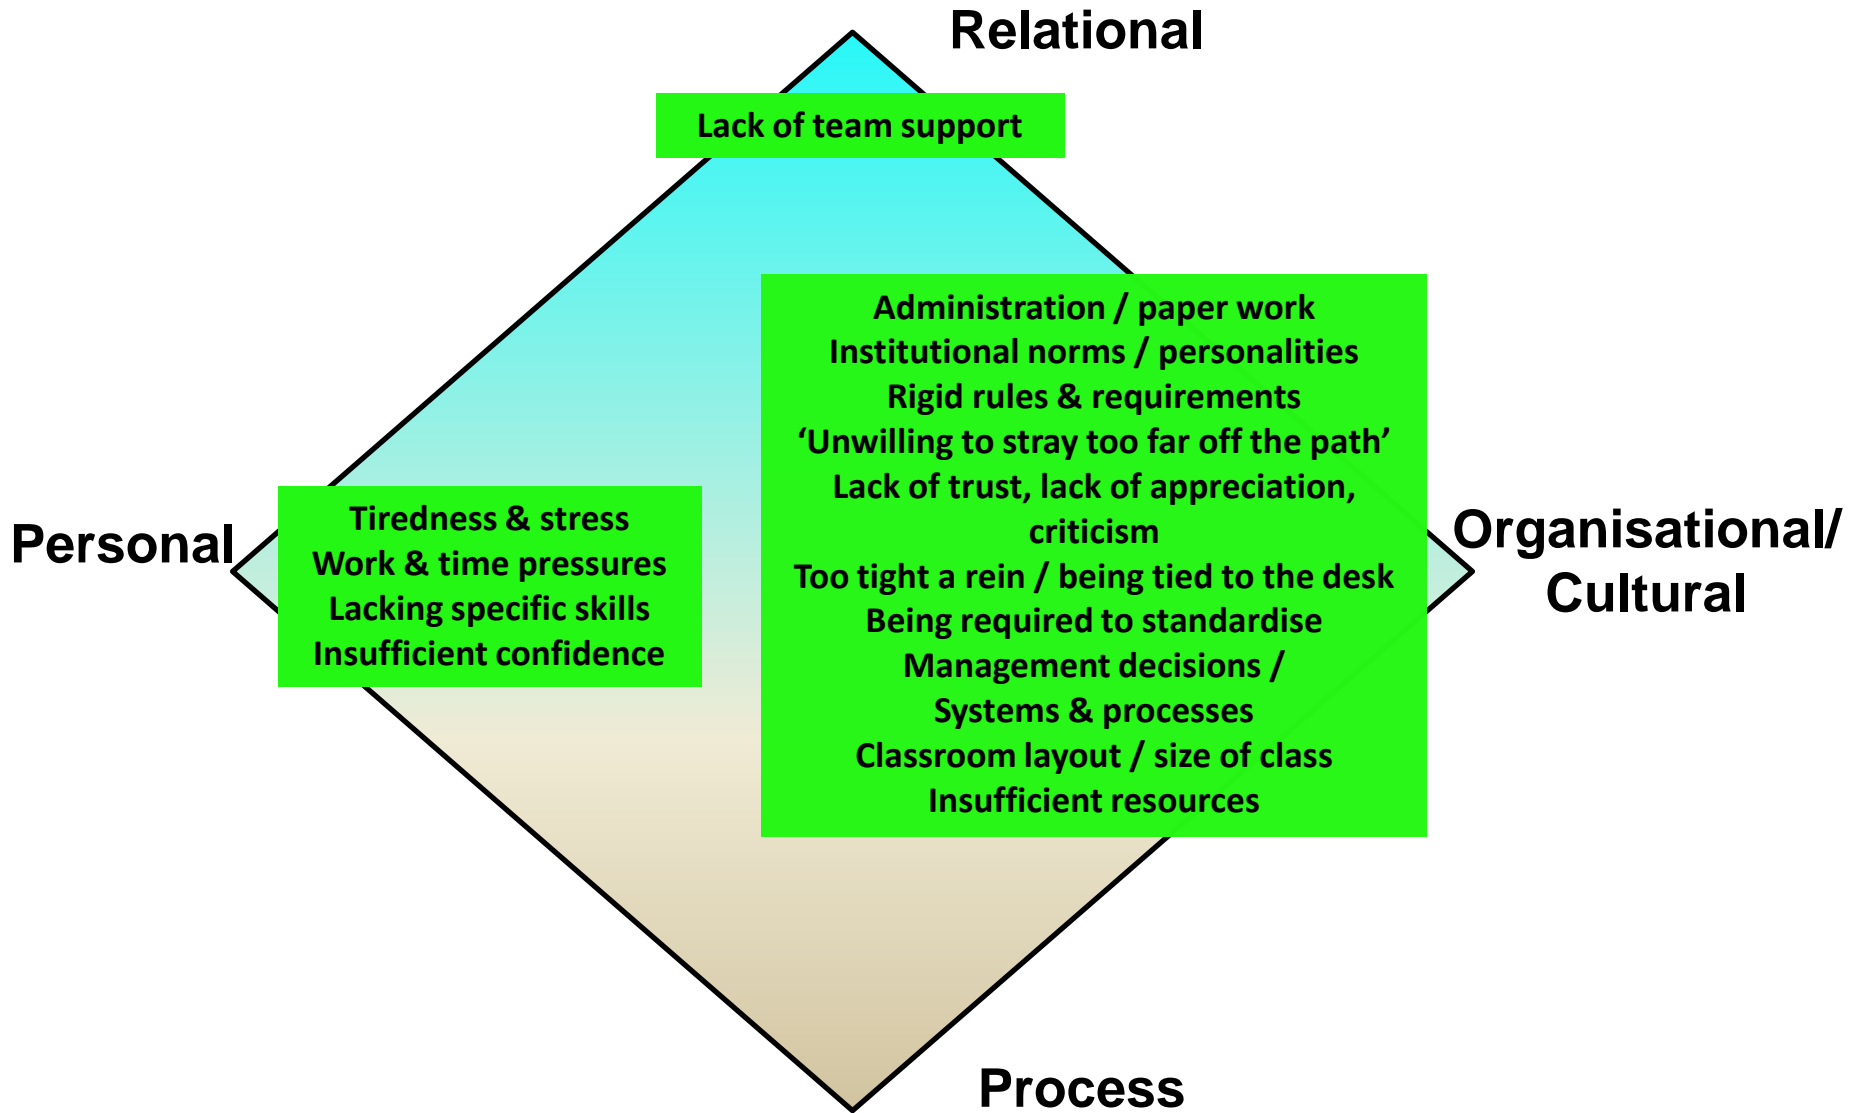 Relational
Lack of team support
Administration / paper work
Institutional norms / personalities
Rigid rules & requirements
‘Unwilling to stray too far off the path’
Lack of trust, lack of appreciation,
criticism
Too tight a rein / being tied to the desk
Being required to standardise
Management decisions /
Systems & processes
Classroom layout / size of class
Insufficient resources
Personal
Tiredness & stress
Work & time pressures
Lacking specific skills
Insufficient confidence
Organisational/
Cultural
Process